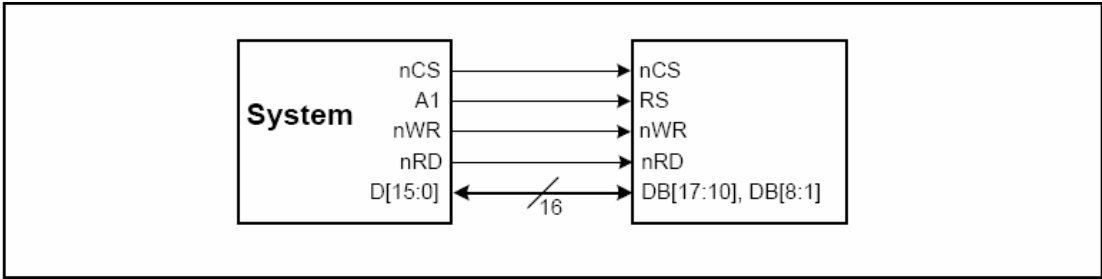 nCS nCS
A1 RS
System
nWR nWR
nRD nRD
D[15:0] DB[17:10], DB[8:1]
16